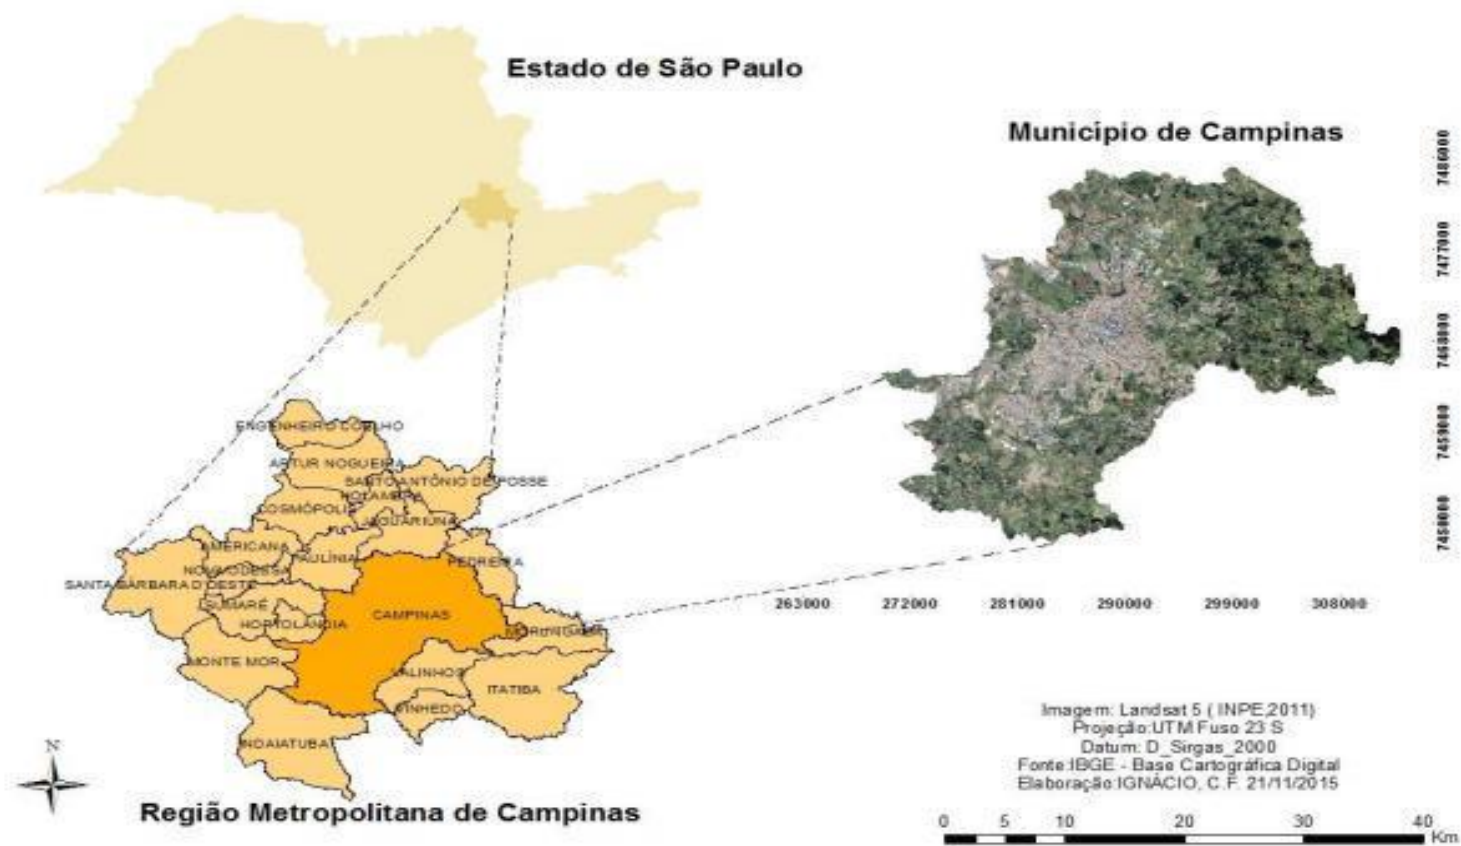 Estado de São Paulo
Município de Campinas
7486000
7477000
7468000
7459000
7450000
263000 272000 281000 290000 299000 308000
ENGENHEIRO COELHO
ARTUR NOGUEIRA
SANTO ANTÔNIO DE POSSE
HOLAMBRA
COSMÓPOLIS
JAGUARIÚNA
AMERICANA
PAULÍNIA
PEDREIRA
NOVA ODESSA
SANTA BÁRBARA D'OESTE
SUMARÉ
CAMPINAS
HORTOLÂNDIA
MORUNGABA
MONTE MOR
VALINHOS
ITATIBA
VINHEDO
INDAIATUBA
N
Região Metropolitana de Campinas
Imagem: Landsat 5 ( INPE,2011)
Projeção:UTM Fuso 23 S
Datum: D_Sirgas_2000
Fonte:IBGE - Base Cartográfica Digital
Elaboração:IGNÁCIO, C.F. 21/11/2015
0 5 10 20 30 40
Km